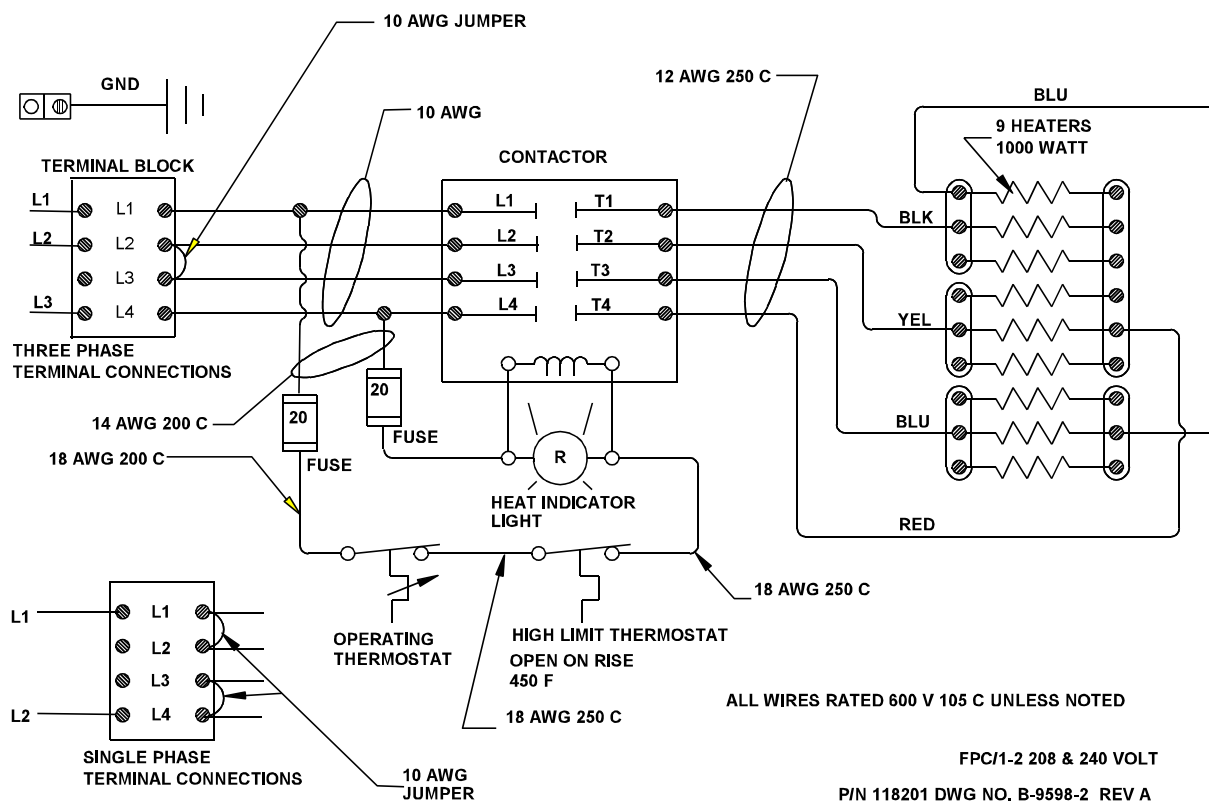 10 AWG JUMPER
GND
12 AWG 250 C
BLU
10 AWG
9 HEATERS
1000 WATT
TERMINAL BLOCK
CONTACTOR
L1 L1 L1 T1
BLK
L2 L2 L2 T2
L3 L3 T3
L3 L4 L4 T4
YEL
THREE PHASE
TERMINAL CONNECTIONS
20
20
14 AWG 200 C
FUSE
BLU
18 AWG 200 C
FUSE
R
HEAT INDICATOR
LIGHT
RED
18 AWG 250 C
L1 L1
L2
L3
L2 L4
OPERATING
THERMOSTAT
HIGH LIMIT THERMOSTAT
OPEN ON RISE
450 F
18 AWG 250 C
ALL WIRES RATED 600 V 105 C UNLESS NOTED
SINGLE PHASE
TERMINAL CONNECTIONS
10 AWG
JUMPER
FPC/1-2 208 & 240 VOLT
P/N 118201 DWG NO. B-9598-2 REV A